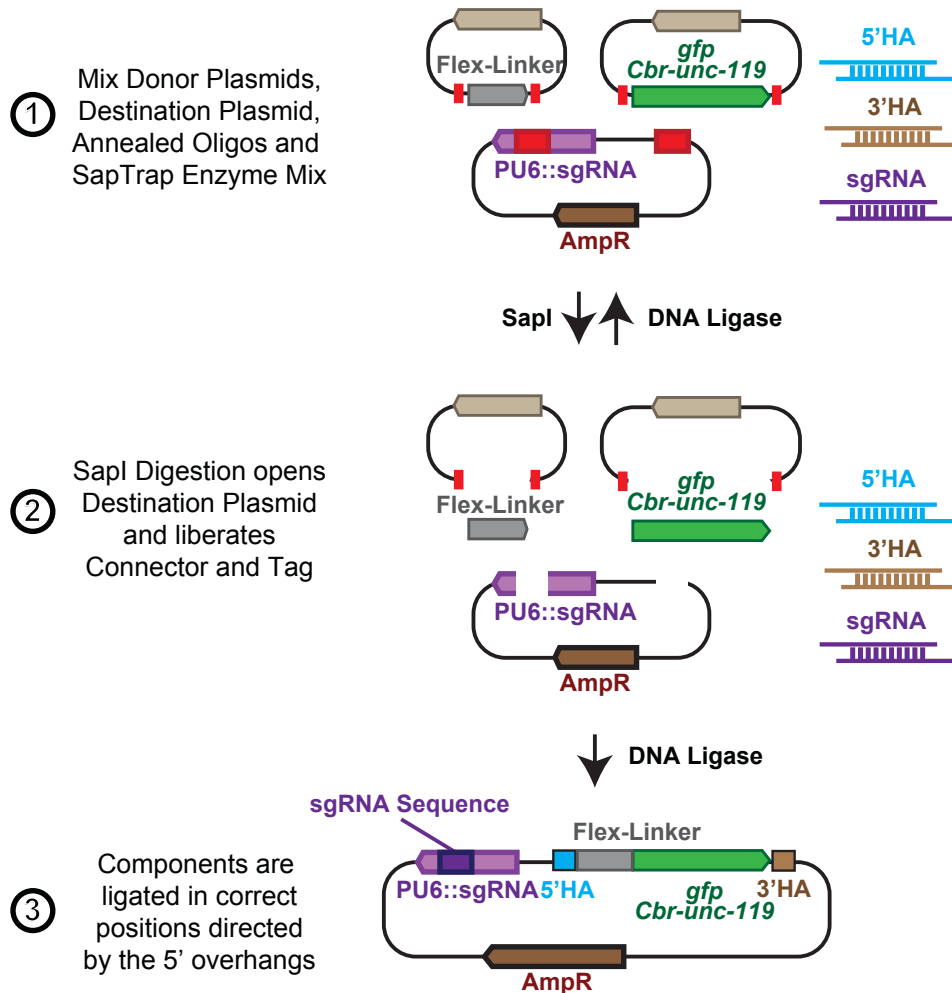 1
Mix Donor Plasmids,
Destination Plasmid,
Annealed Oligos and
SapTrap Enzyme Mix
Flex-Linker
gfp
Cbr-unc-119
PU6::sgRNA
AmpR
5'HA
3'HA
sgRNA
SapI
DNA Ligase
2
SapI Digestion opens
Destination Plasmid
and liberates
Connector and Tag
Flex-Linker
gfp
Cbr-unc-119
PU6::sgRNA
AmpR
5'HA
3'HA
sgRNA
DNA Ligase
3
Components are
ligated in correct
positions directed
by the 5' overhangs
sgRNA Sequence
Flex-Linker
PU6::sgRNA
5'HA
gfp
Cbr-unc-119
3'HA
AmpR